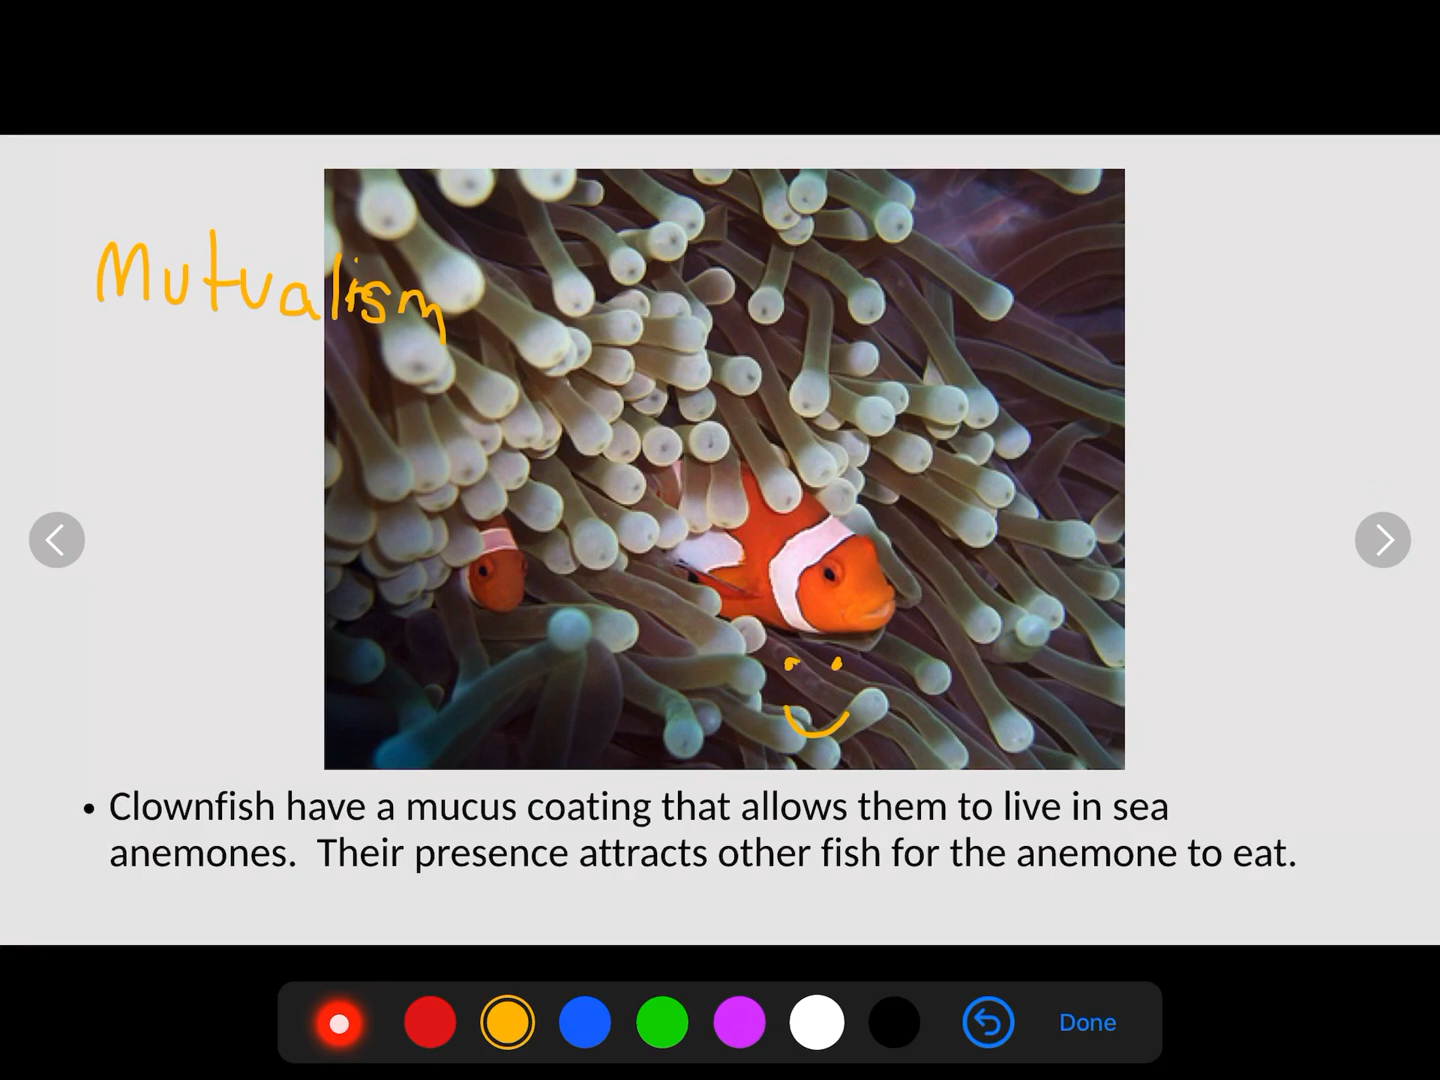 Mutualism
• Clownfish have a mucus coating that allows them to live in sea
anemones.  Their presence attracts other fish for the anemone to eat.
Done